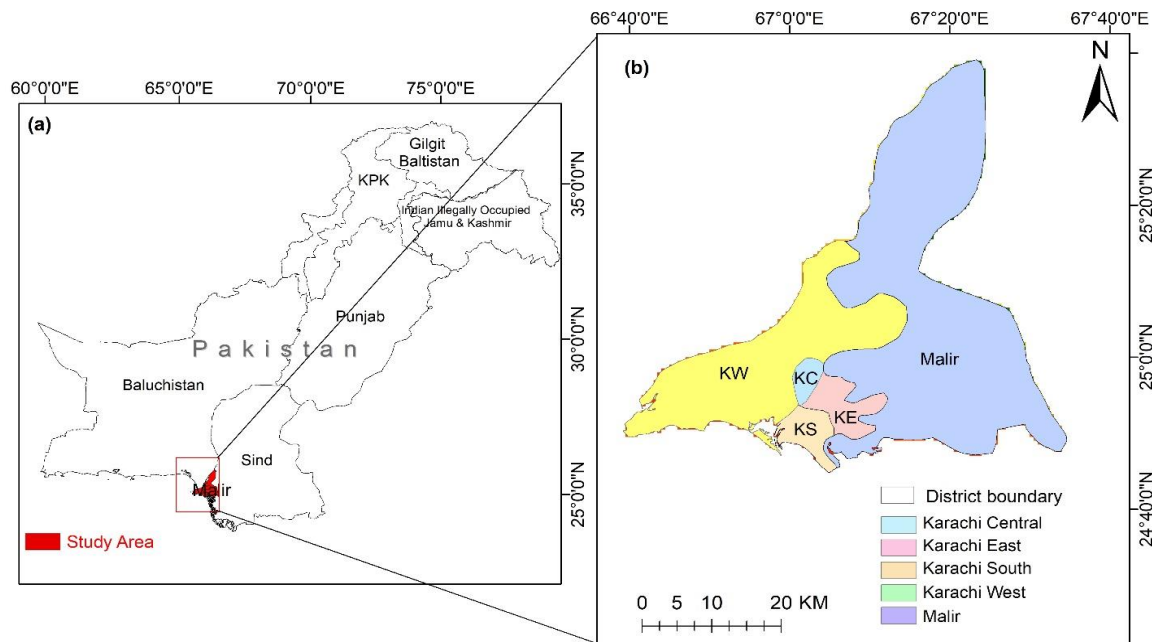 (a)
60°0'0"E
65°0'0"E
70°0'0"E
75°0'0"E
Gilgit
Baltistan
KPK
Indian Illegally Occupied
Jamu & Kashmir
Punjab
Pakistan
Baluchistan
Sind
Malir
Study Area
35°0'0"N
30°0'0"N
25°0'0"N
(b)
66°40'0"E
67°0'0"E
67°20'0"E
67°40'0"E
N
25°20'0"N
25°0'0"N
24°40'0"N
KW
KC
Malir
KE
KS
District boundary
Karachi Central
Karachi East
Karachi South
Karachi West
Malir
0 5 10 20 KM